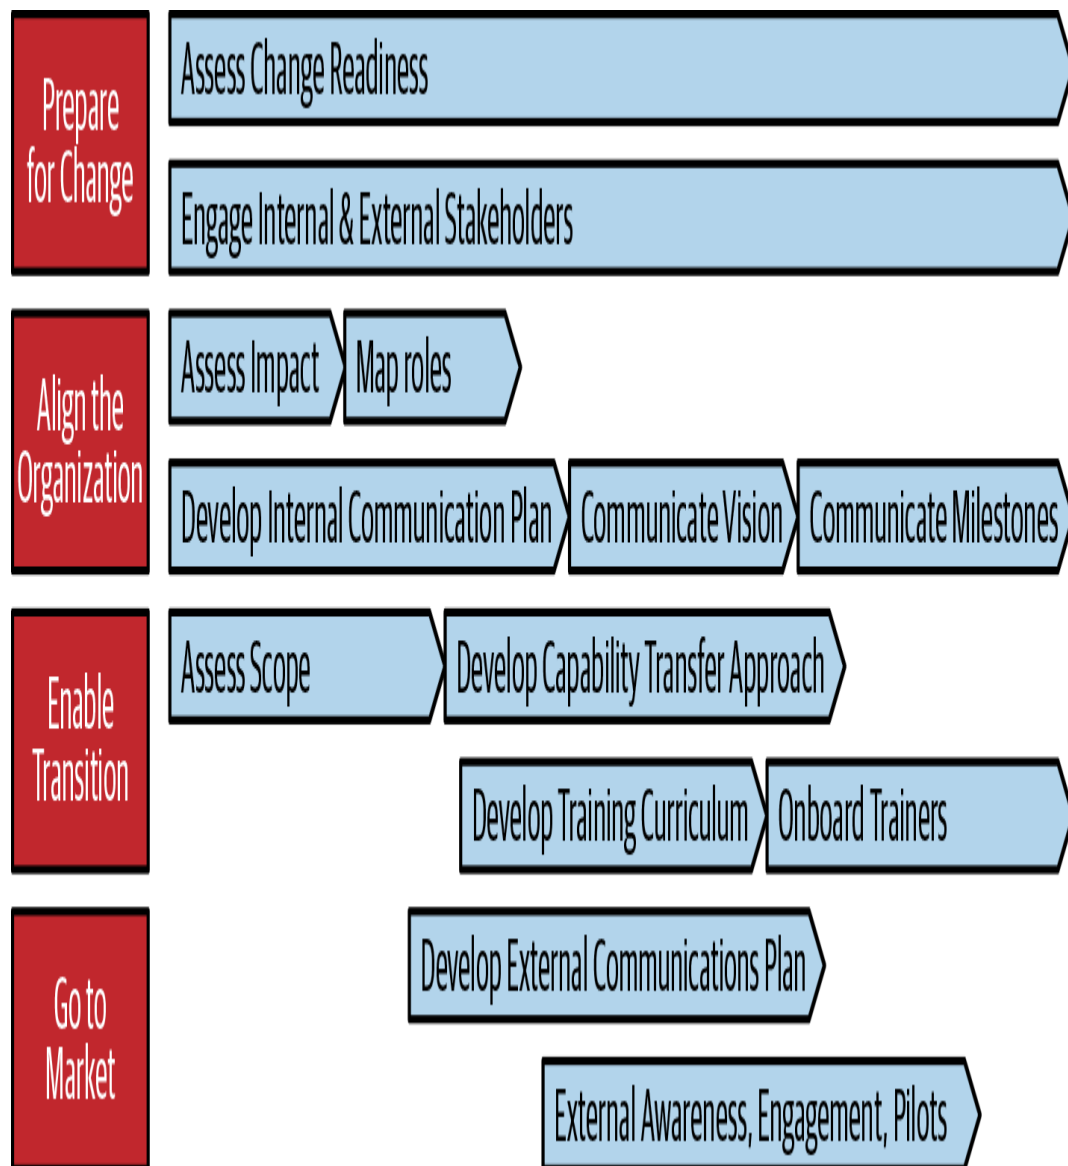 Prepare
for Change
Assess Change Readiness
Engage Internal & External Stakeholders
Align the
Organization
Assess Impact
Map roles
Develop Internal Communication Plan
Communicate Vision
Communicate Milestones
Enable
Transition
Assess Scope
Develop Capability Transfer Approach
Develop Training Curriculum
Onboard Trainers
Go to
Market
Develop External Communications Plan
External Awareness, Engagement, Pilots